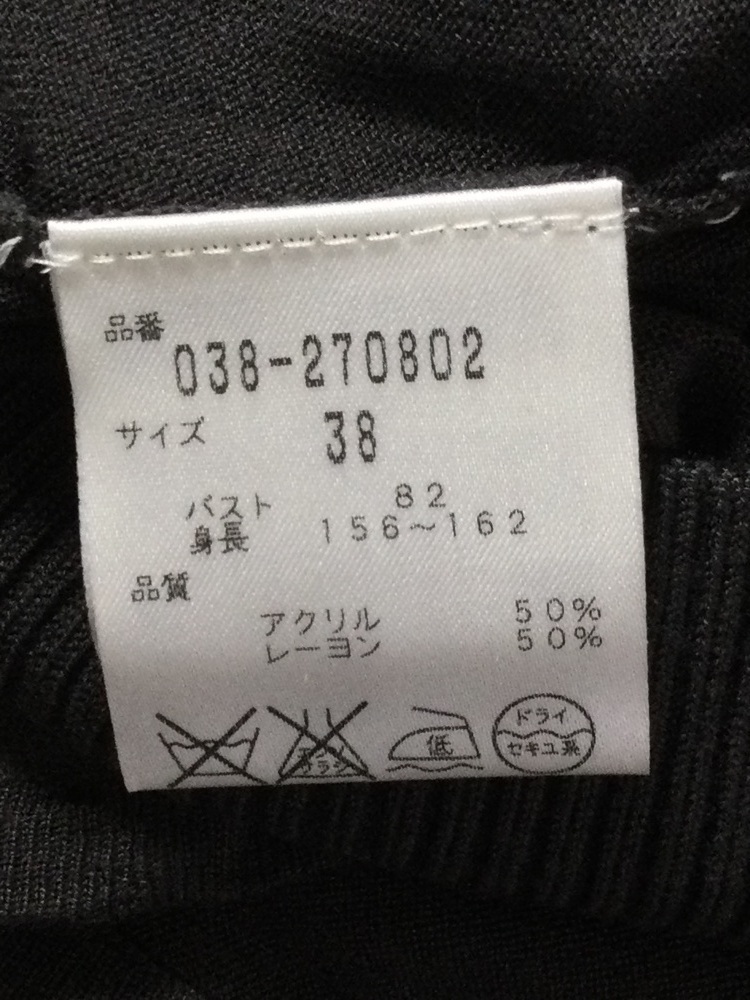 品番
038-270802
サイズ 38
バスト 82
身長 156～162
品質
アクリル 50%
レーヨン 50%
低
ドライ
セキユ系